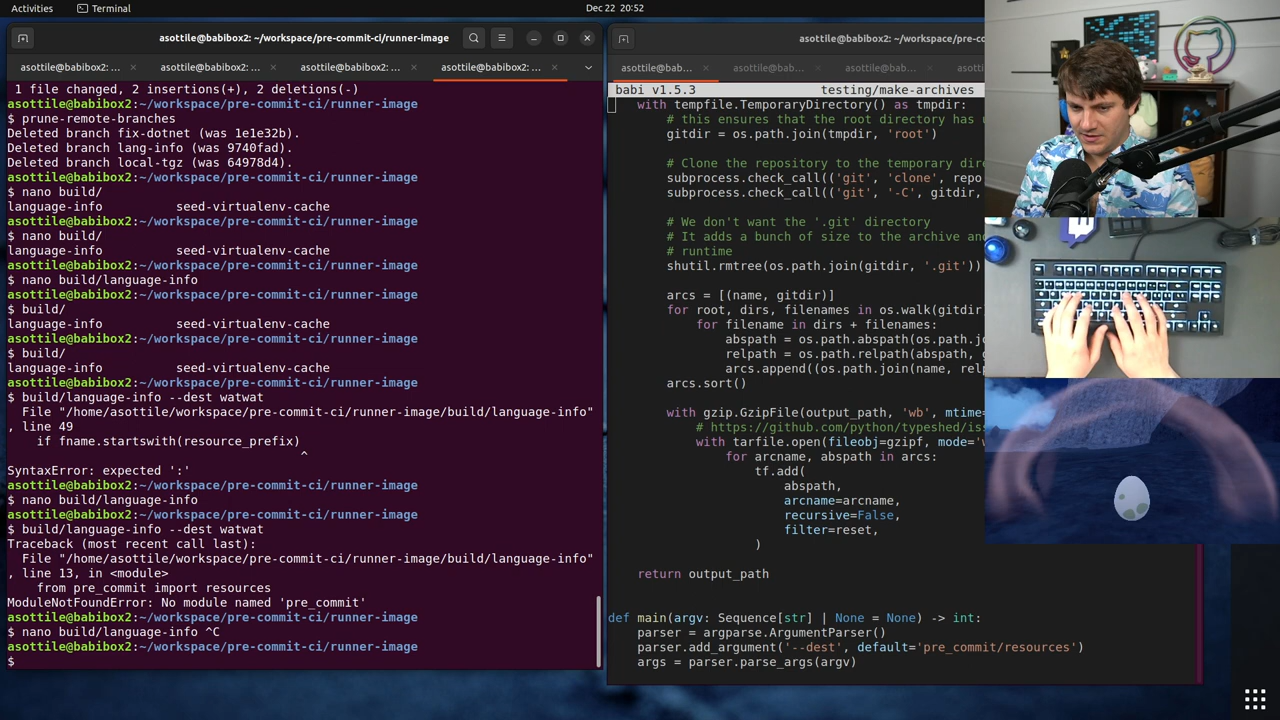 Activities
Terminal
Dec 22 20:52
asottile@babibox2: ~/workspace/pre-commit-ci/runner-image
asottile@babibox2: ...
asottile@babibox2: ...
asottile@babibox2: ...
asottile@babibox2: ...
1 file changed, 2 insertions(+), 2 deletions(-)
asottile@babibox2:~/workspace/pre-commit-ci/runner-image
$ prune-remote-branches
Deleted branch fix-dotnet (was 1e1e32b).
Deleted branch lang-info (was 9740fad).
Deleted branch local-tgz (was 64978d4).
asottile@babibox2:~/workspace/pre-commit-ci/runner-image
$ nano build/
language-info seed-virtualenv-cache
asottile@babibox2:~/workspace/pre-commit-ci/runner-image
$ nano build/
language-info seed-virtualenv-cache
asottile@babibox2:~/workspace/pre-commit-ci/runner-image
$ nano build/language-info
asottile@babibox2:~/workspace/pre-commit-ci/runner-image
$ build/
language-info seed-virtualenv-cache
asottile@babibox2:~/workspace/pre-commit-ci/runner-image
$ build/
language-info seed-virtualenv-cache
asottile@babibox2:~/workspace/pre-commit-ci/runner-image
$ build/language-info --dest watwat
File "/home/asottile/workspace/pre-commit-ci/runner-image/build/language-info"
, line 49
if fname.startswith(resource_prefix)
^
SyntaxError: expected ':'
asottile@babibox2:~/workspace/pre-commit-ci/runner-image
$ nano build/language-info
asottile@babibox2:~/workspace/pre-commit-ci/runner-image
$ build/language-info --dest watwat
Traceback (most recent call last):
File "/home/asottile/workspace/pre-commit-ci/runner-image/build/language-info"
, line 13, in <module>
from pre_commit import resources
ModuleNotFoundError: No module named 'pre_commit'
asottile@babibox2:~/workspace/pre-commit-ci/runner-image
$ nano build/language-info ^C
asottile@babibox2:~/workspace/pre-commit-ci/runner-image
$
asottile@babibox2: ~/workspace/pre-co
asottile@bab...
asottile@bab...
asottile@bab...
asotti
babi v1.5.3 testing/make-archives
with tempfile.TemporaryDirectory() as tmpdir:
# this ensures that the root directory has u
gitdir = os.path.join(tmpdir, 'root')
# Clone the repository to the temporary dire
subprocess.check_call(('git', 'clone', repo
subprocess.check_call(('git', '-C', gitdir,
# We don't want the '.git' directory
# It adds a bunch of size to the archive and
# runtime
shutil.rmtree(os.path.join(gitdir, '.git'))
arcs = [(name, gitdir)]
for root, dirs, filenames in os.walk(gitdir
for filename in dirs + filenames:
abspath = os.path.abspath(os.path.jo
relpath = os.path.relpath(abspath, g
arcs.append((os.path.join(name, relp
arcs.sort()
with gzip.GzipFile(output_path, 'wb', mtime=
# https://github.com/python/typeshed/iss
with tarfile.open(fileobj=gzipf, mode='w
for arcname, abspath in arcs:
tf.add(
abspath,
arcname=arcname,
recursive=False,
filter=reset,
)
return output_path
def main(argv: Sequence[str] | None = None) -> int:
parser = argparse.ArgumentParser()
parser.add_argument('--dest', default='pre_commit/resources')
args = parser.parse_args(argv)